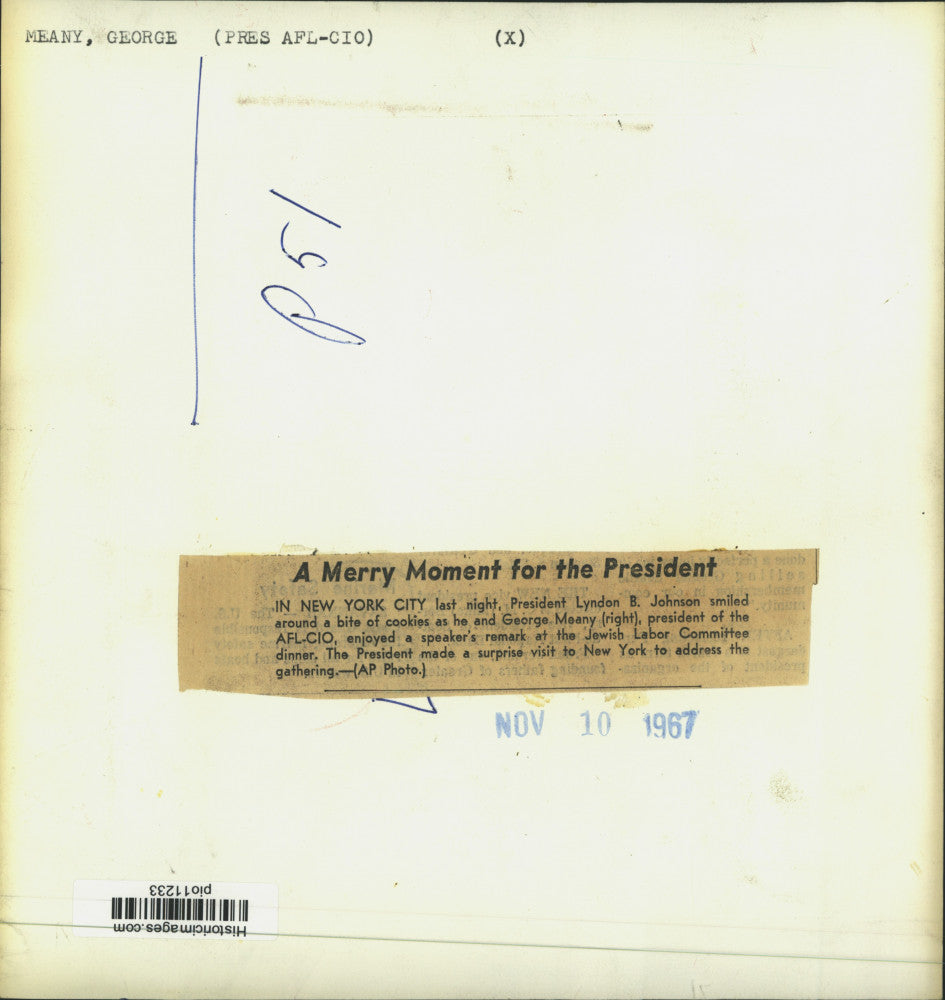 MEANY, GEORGE (PRES AFL-CIO) (X)
p 51
A Merry Moment for the President
IN NEW YORK CITY last night, President Lyndon B. Johnson smiled
around a bite of cookies as he and George Meany (right), president of the
AFL-CIO, enjoyed a speaker's remark at the Jewish Labor Committee
dinner. The President made a surprise visit to New York to address the
gathering.—(AP Photo.)
NOV 10 1967
pio11233
Historicimages.com